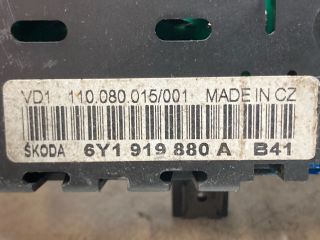 VD1 110.080.015/001 MADE IN CZ
ŠKODA 6Y1 919 880 A B41